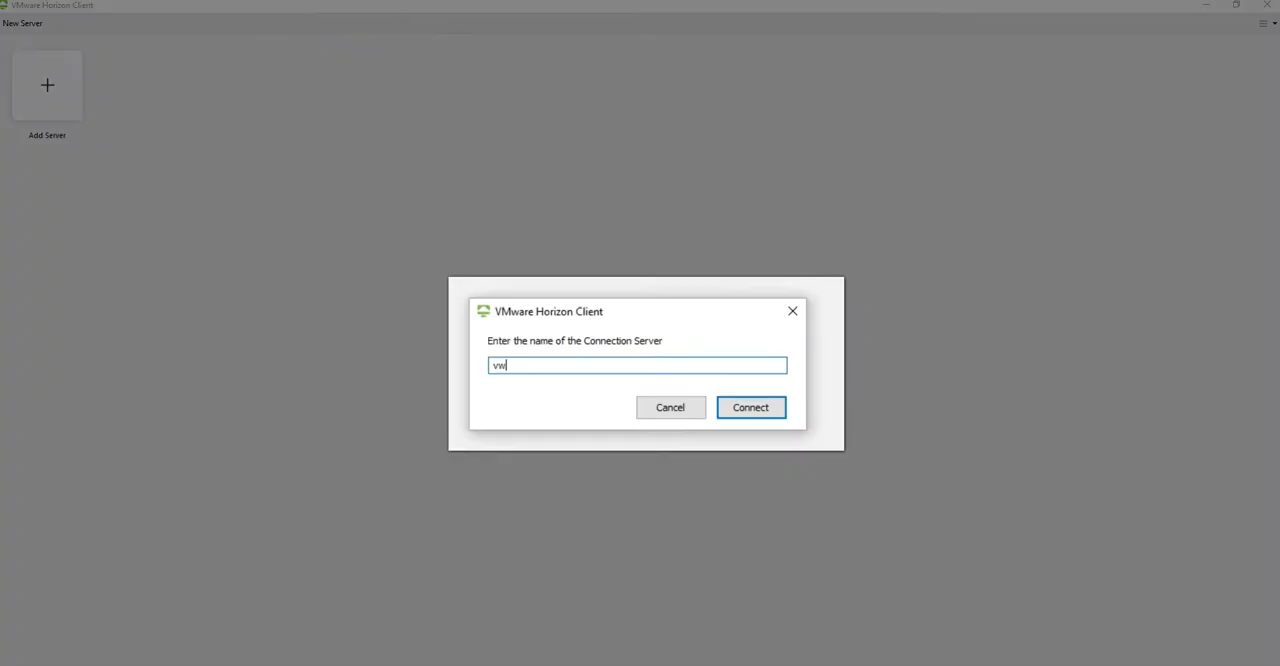 VMware Horizon Client
New Server
Add Server
VMware Horizon Client
Enter the name of the Connection Server
vw
Cancel
Connect